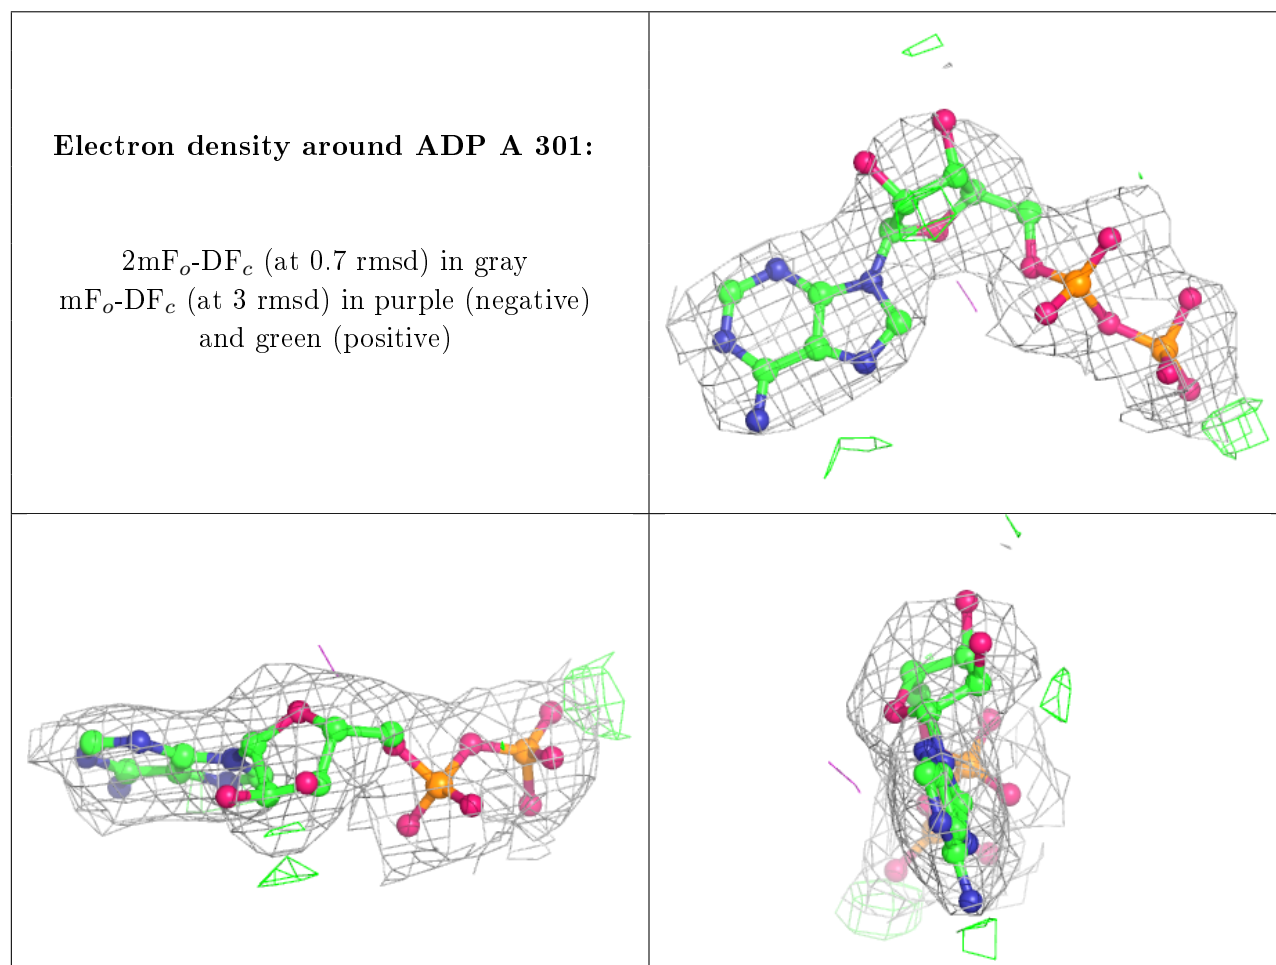 Electron density around ADP A 301:
2mFo-DFc (at 0.7 rmsd) in gray
mFo-DFc (at 3 rmsd) in purple (negative)
and green (positive)